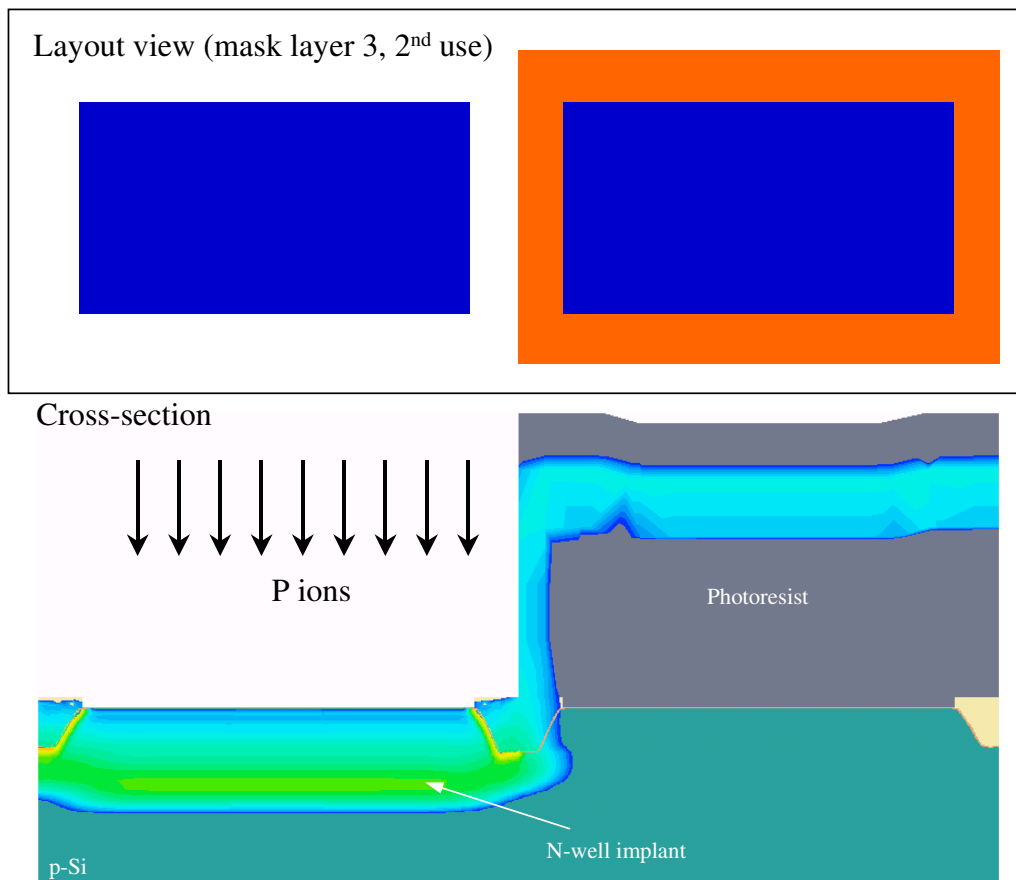 Layout view (mask layer 3, 2nd use)
Cross-section
P ions
Photoresist
N-well implant
p-Si